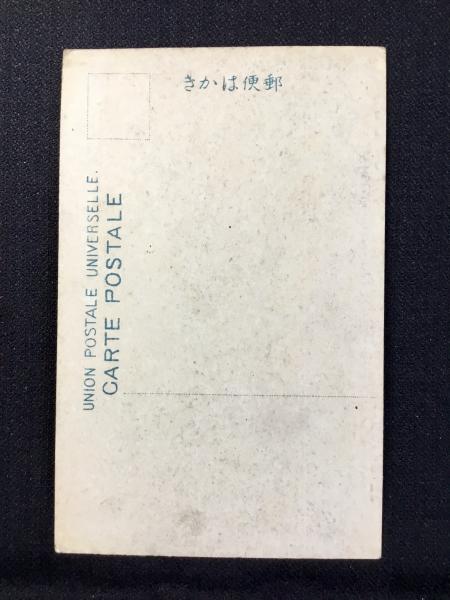 郵便はかき
UNION POSTALE UNIVERSELLE.
CARTE POSTALE